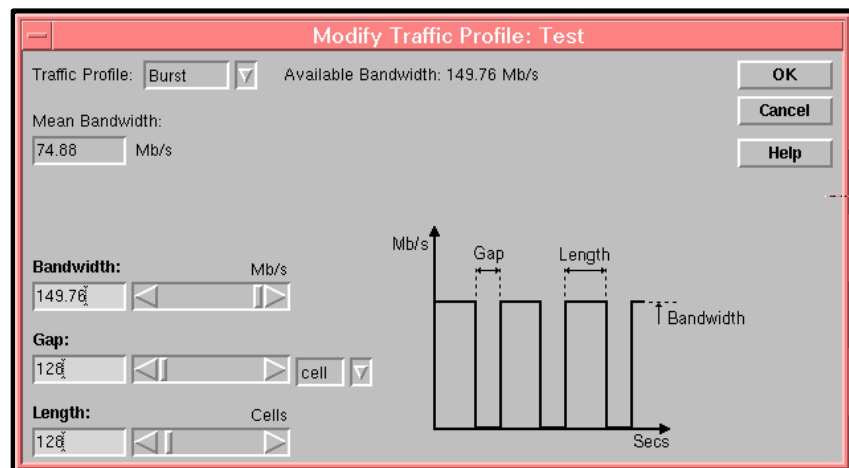 Modify Traffic Profile: Test
Traffic Profile: Burst Available Bandwidth: 149.76 Mb/s
OK
Cancel
Help
Mean Bandwidth:
74.88 Mb/s
Bandwidth: Mb/s
149.76
Gap:
128 cell
Length: Cells
128
Mb/s
Gap Length
Bandwidth
Secs